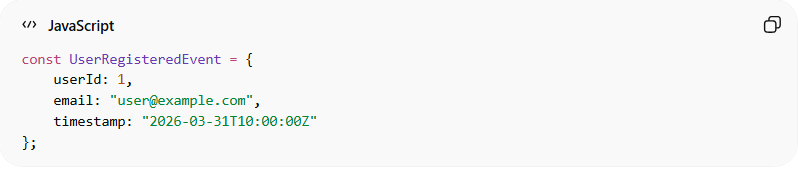 </> JavaScript
const UserRegisteredEvent = {
    userId: 1,
    email: "user@example.com",
    timestamp: "2026-03-31T10:00:00Z"
};